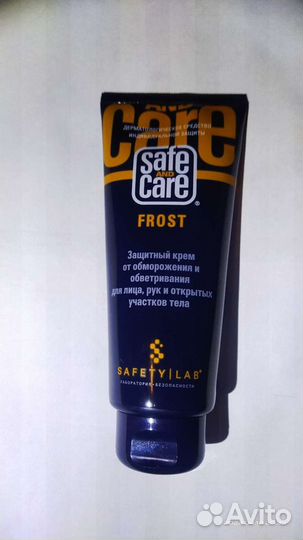 AND
Care
ДЕРМАТОЛОГИЧЕСКОЕ СРЕДСТВО
ИНДИВИДУАЛЬНОЙ ЗАЩИТЫ
safe
AND
care®
FROST
Защитный крем
от обморожения и
обветривания
для лица, рук и открытых
участков тела
SAFETY|LAB®
ЛАБОРАТОРИЯ•БЕЗОПАСНОСТИ
Avito